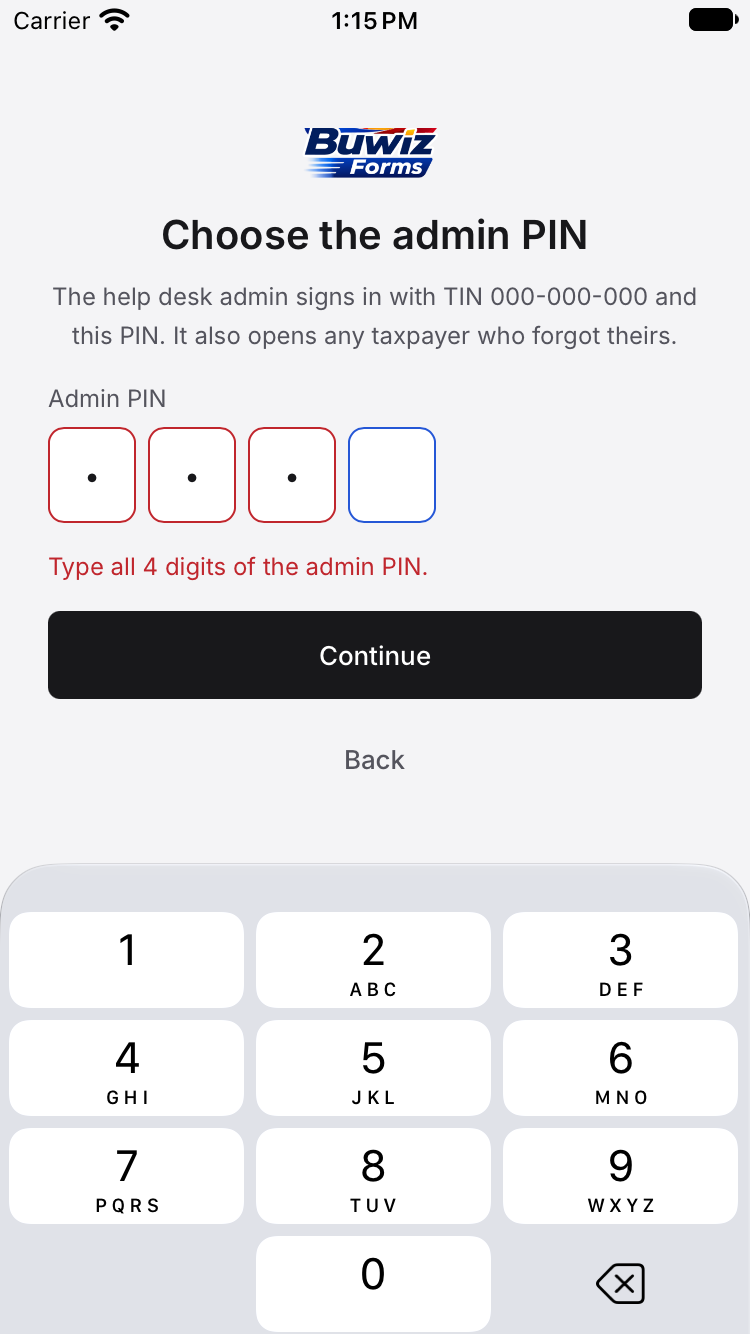 Carrier
1:15 PM
Buwiz
Forms
Choose the admin PIN
The help desk admin signs in with TIN 000-000-000 and
this PIN. It also opens any taxpayer who forgot theirs.
Admin PIN
Type all 4 digits of the admin PIN.
Continue
Back
1
2
ABC
3
DEF
4
GHI
5
JKL
6
MNO
7
PQRS
8
TUV
9
WXYZ
0